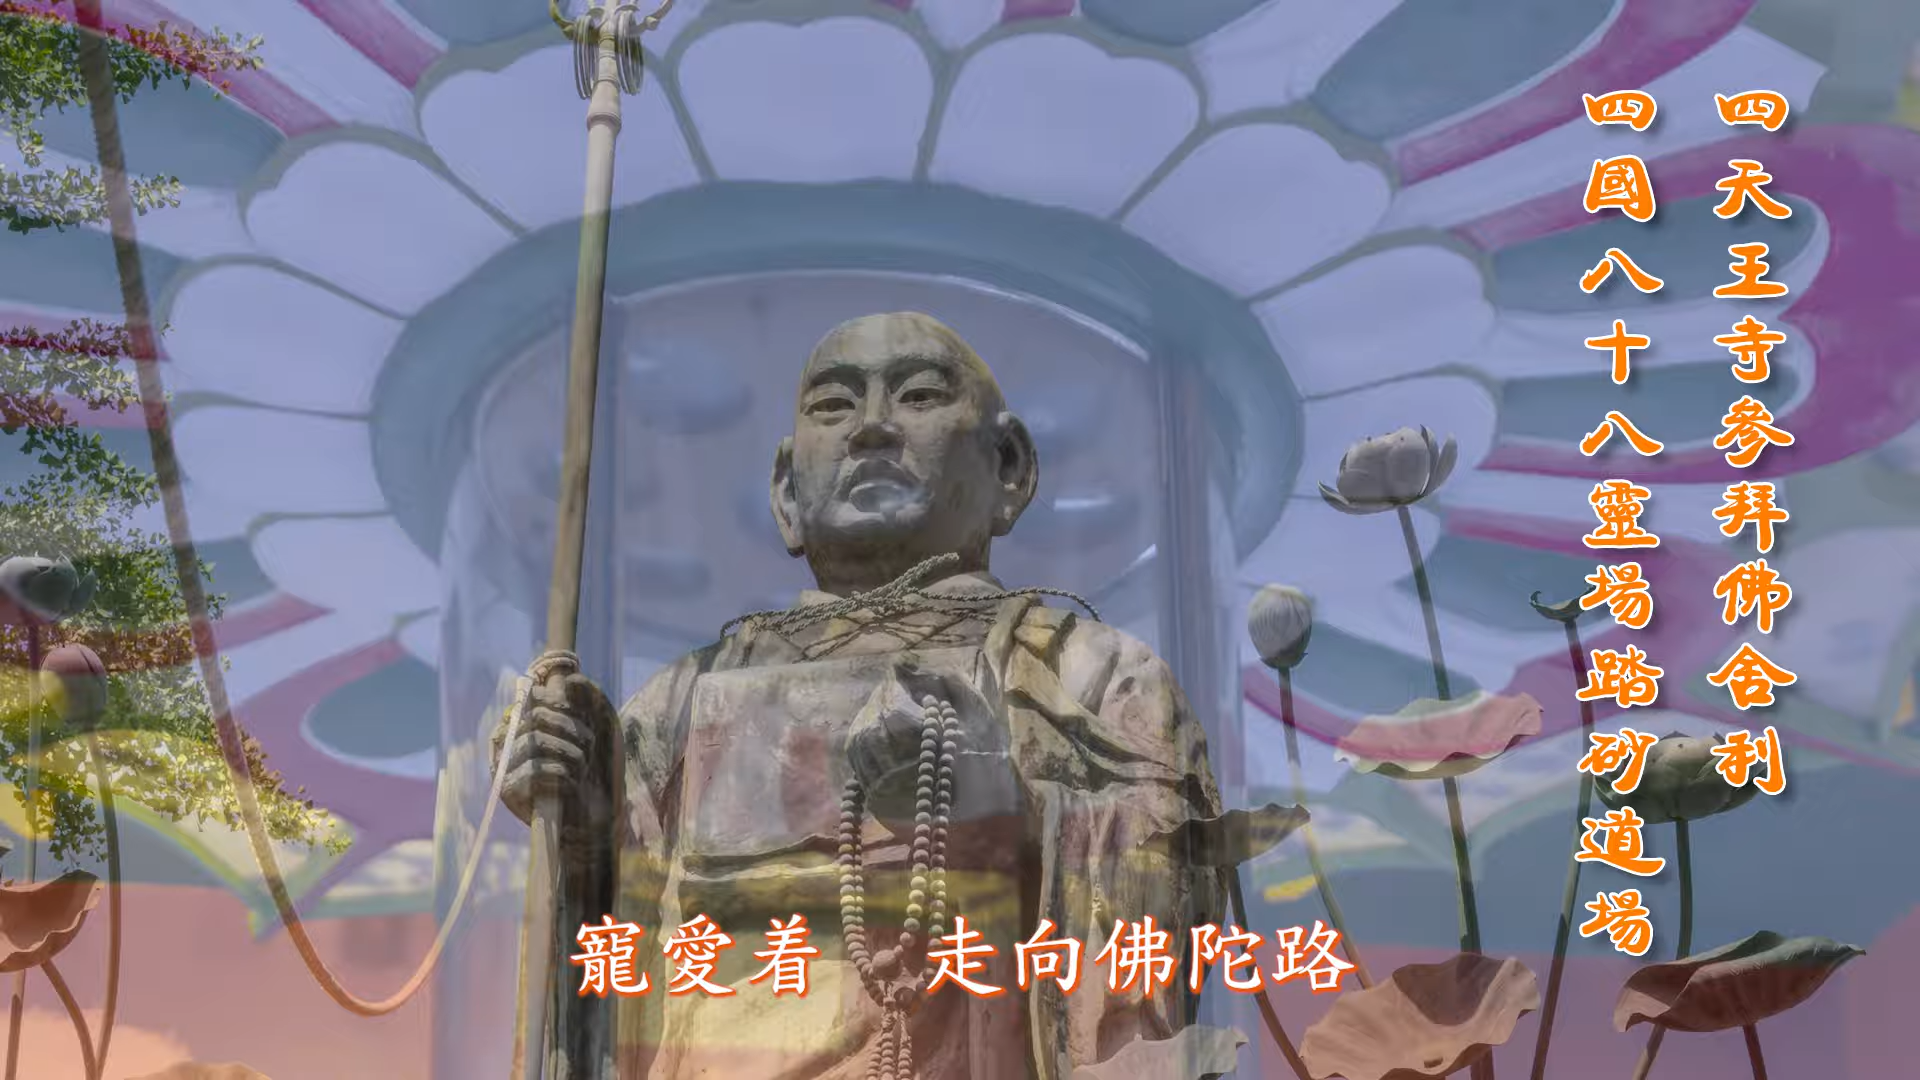 四天王寺參拜佛舍利
四國八十八靈場踏砂道場
寵愛着　走向佛陀路